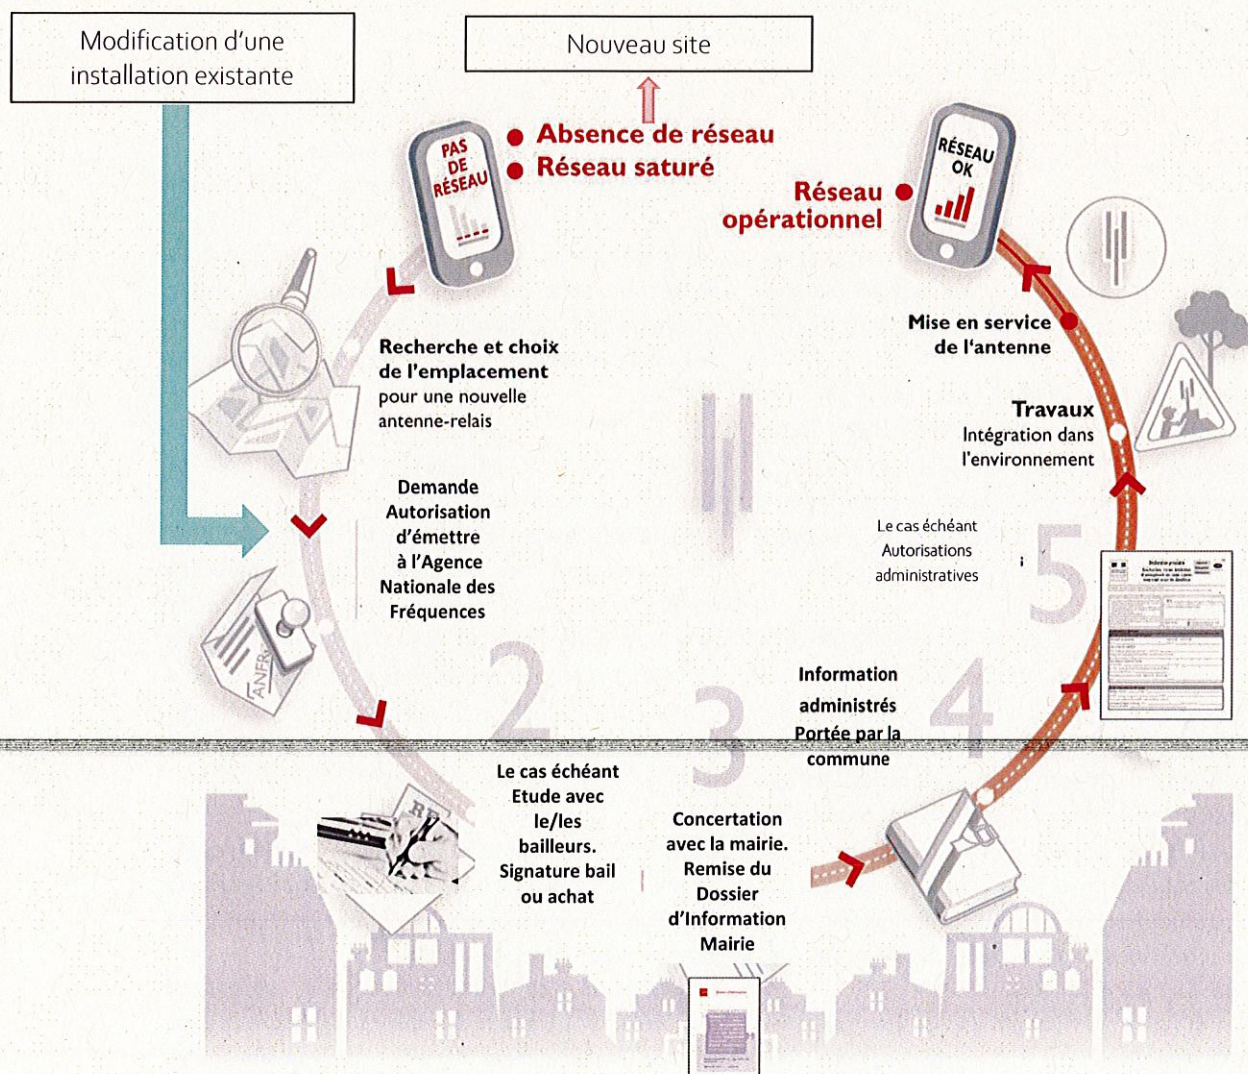 Modification d'une
installation existante
Nouveau site
PAS
DE
RÉSEAU
Absence de réseau
Réseau saturé
RÉSEAU
OK
Réseau
opérationnel
Recherche et choix
de l'emplacement
pour une nouvelle
antenne-relais
Demande
Autorisation
d'émettre
à l'Agence
Nationale des
Fréquences
ANFR
2
Le cas échéant
Etude avec
le/les
bailleurs.
Signature bail
ou achat
3
Concertation
avec la mairie.
Remise du
Dossier
d'Information
Mairie
4
Information
administrés
Portée par la
commune
5
Le cas échéant
Autorisations
administratives
Travaux
Intégration dans
l'environnement
Mise en service
de l'antenne